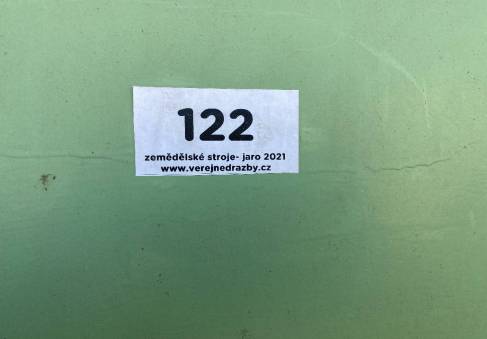 122
zemědělské stroje- jaro 2021
www.verejnedrazby.cz